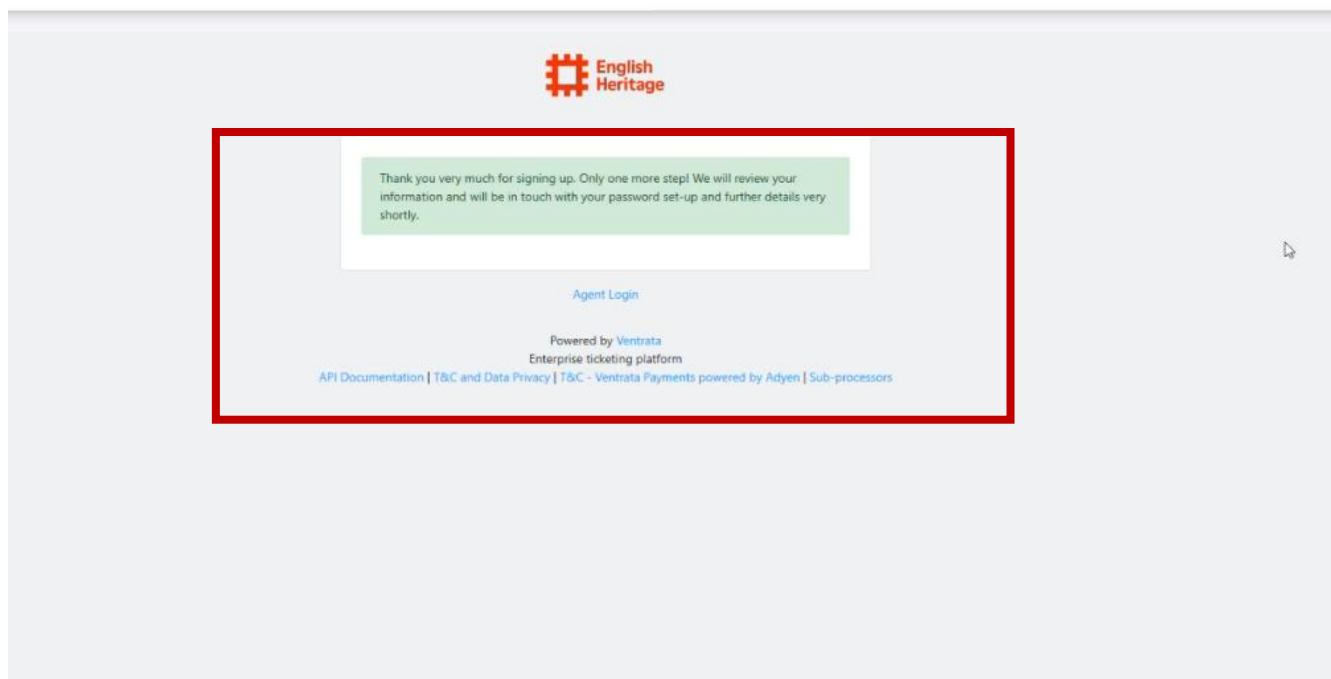 English
Heritage
Thank you very much for signing up. Only one more step! We will review your
information and will be in touch with your password set-up and further details very
shortly.
Agent Login
Powered by Ventrata
Enterprise ticketing platform
API Documentation | T&C and Data Privacy | T&C - Ventrata Payments powered by Adyen | Sub-processors